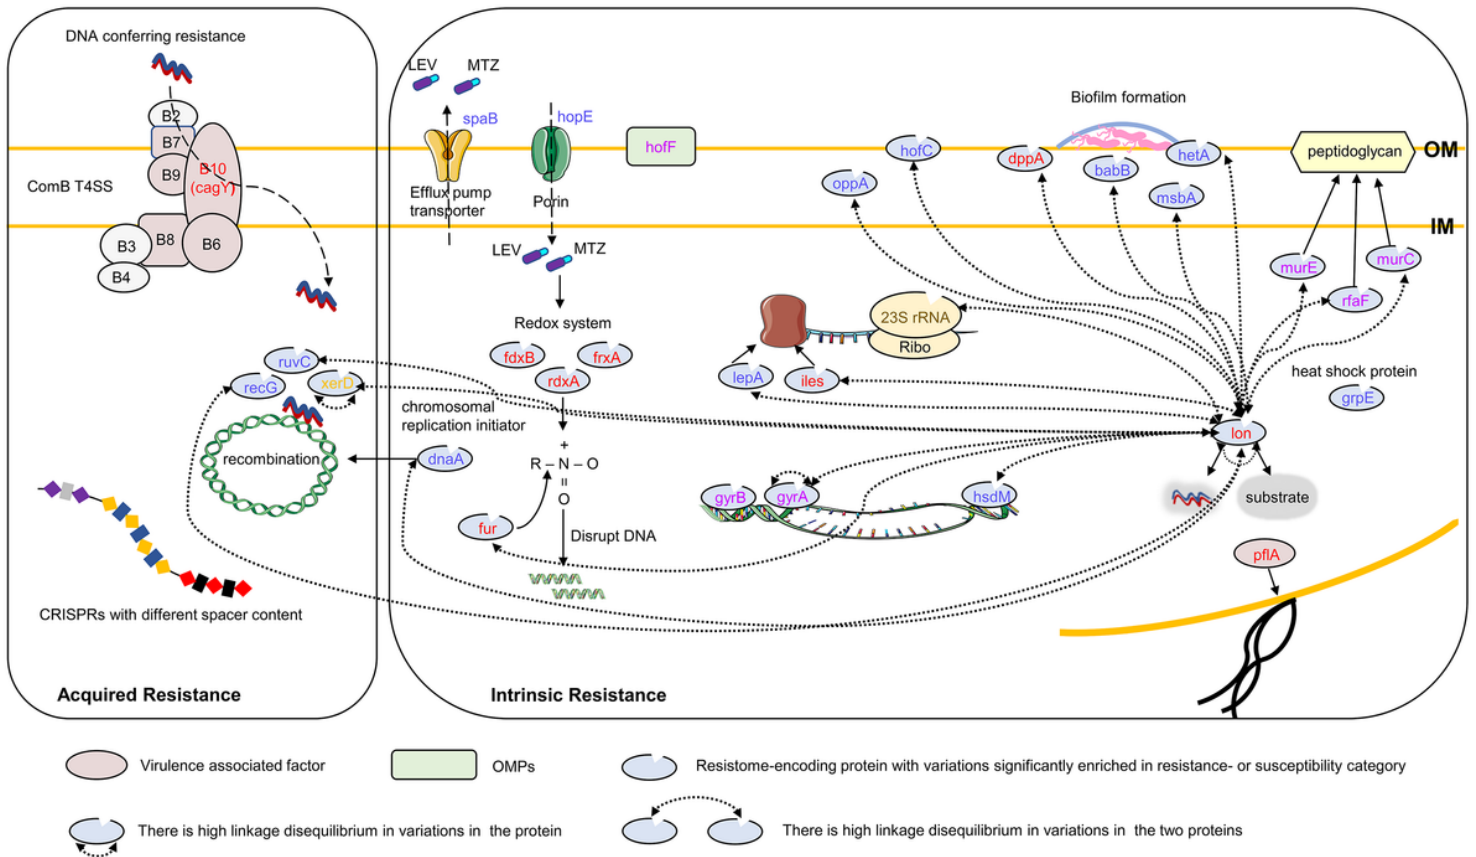 DNA conferring resistance
B2
B7
B9
B10
(cagY)
ComB T4SS
B3
B8
B6
B4
ruvC
recG
xerD
recombination
CRISPRs with different spacer content
Acquired Resistance
LEV
MTZ
spaB
hopE
hofF
Efflux pump
transporter
Porin
LEV
MTZ
Redox system
fdxB
frxA
rdxA
chromosomal
replication initiator
dnaA
+
R – N – O
=
O
fur
Disrupt DNA
Intrinsic Resistance
Biofilm formation
oppA
hofC
dppA
babB
hetA
msbA
peptidoglycan
OM
IM
murE
murC
rfaF
23S rRNA
Ribo
lepA
iles
heat shock protein
grpE
lon
gyrB
gyrA
hsdM
substrate
pflA
Virulence associated factor
OMPs
Resistome-encoding protein with variations significantly enriched in resistance- or susceptibility category
There is high linkage disequilibrium in variations in the protein
There is high linkage disequilibrium in variations in the two proteins